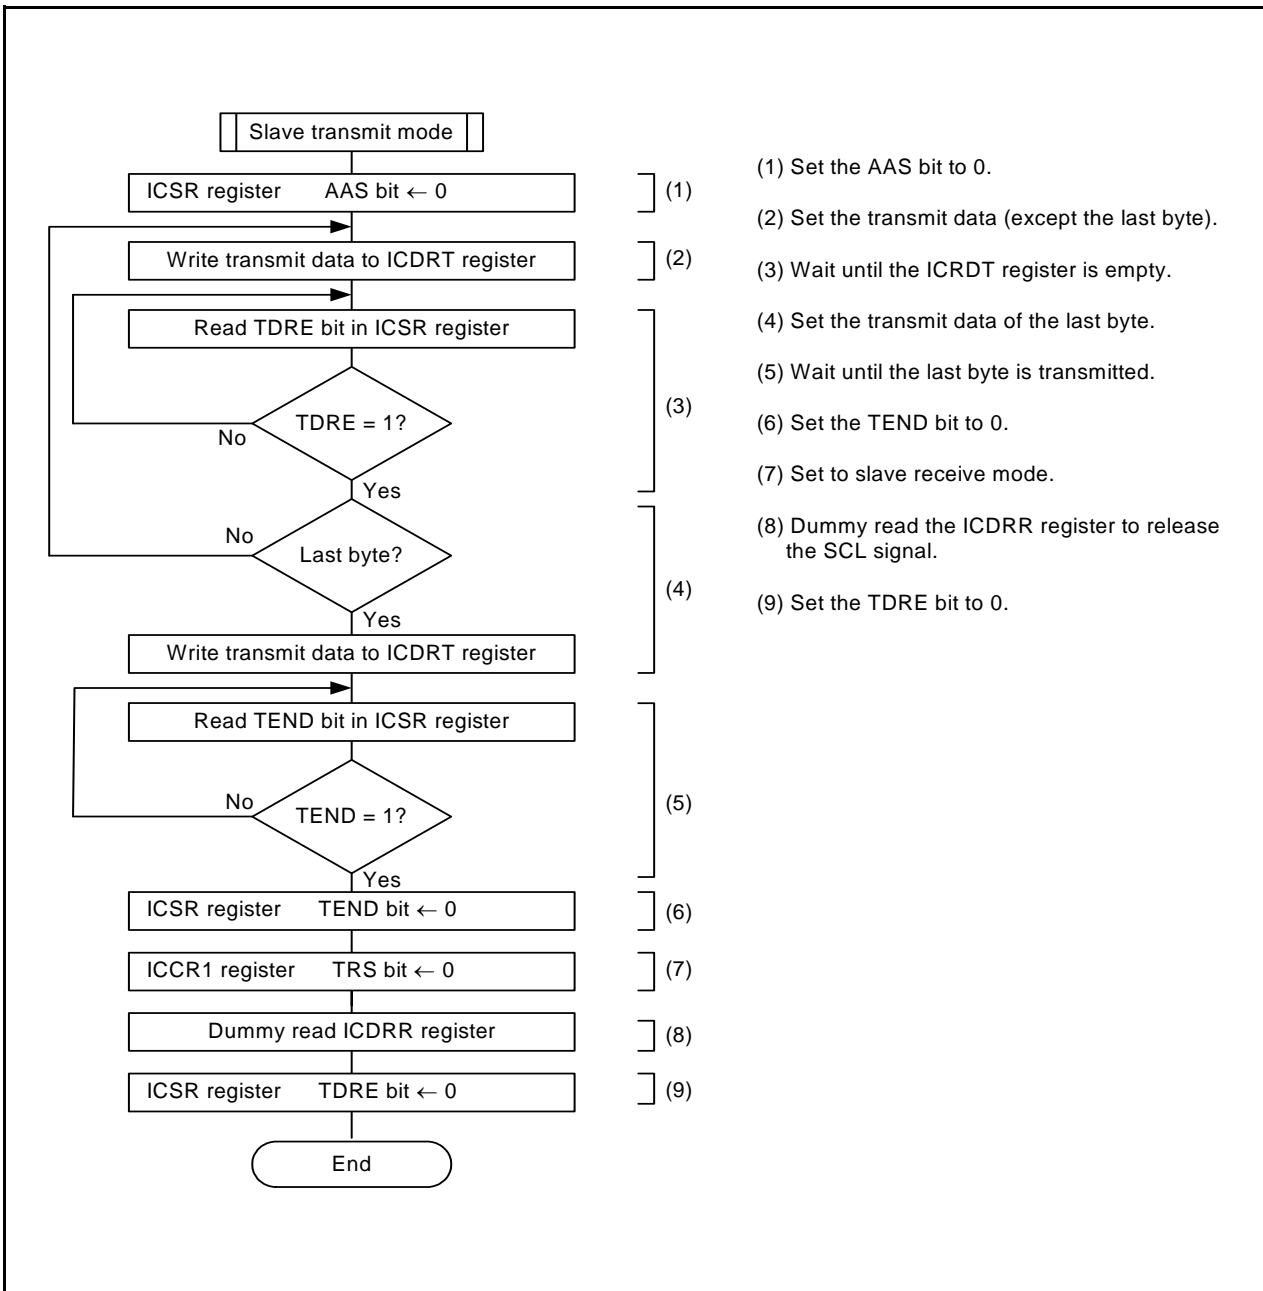 Slave transmit mode
ICSR register AAS bit ← 0
(1)
Write transmit data to ICDRT register
(2)
Read TDRE bit in ICSR register
TDRE = 1?
No
(3)
Yes
No
Last byte?
(4)
Yes
Write transmit data to ICDRT register
Read TEND bit in ICSR register
No
TEND = 1?
(5)
Yes
ICSR register TEND bit ← 0
(6)
ICCR1 register TRS bit ← 0
(7)
Dummy read ICDRR register
(8)
ICSR register TDRE bit ← 0
(9)
End
(1) Set the AAS bit to 0.
(2) Set the transmit data (except the last byte).
(3) Wait until the ICRDT register is empty.
(4) Set the transmit data of the last byte.
(5) Wait until the last byte is transmitted.
(6) Set the TEND bit to 0.
(7) Set to slave receive mode.
(8) Dummy read the ICDRR register to release
the SCL signal.
(9) Set the TDRE bit to 0.